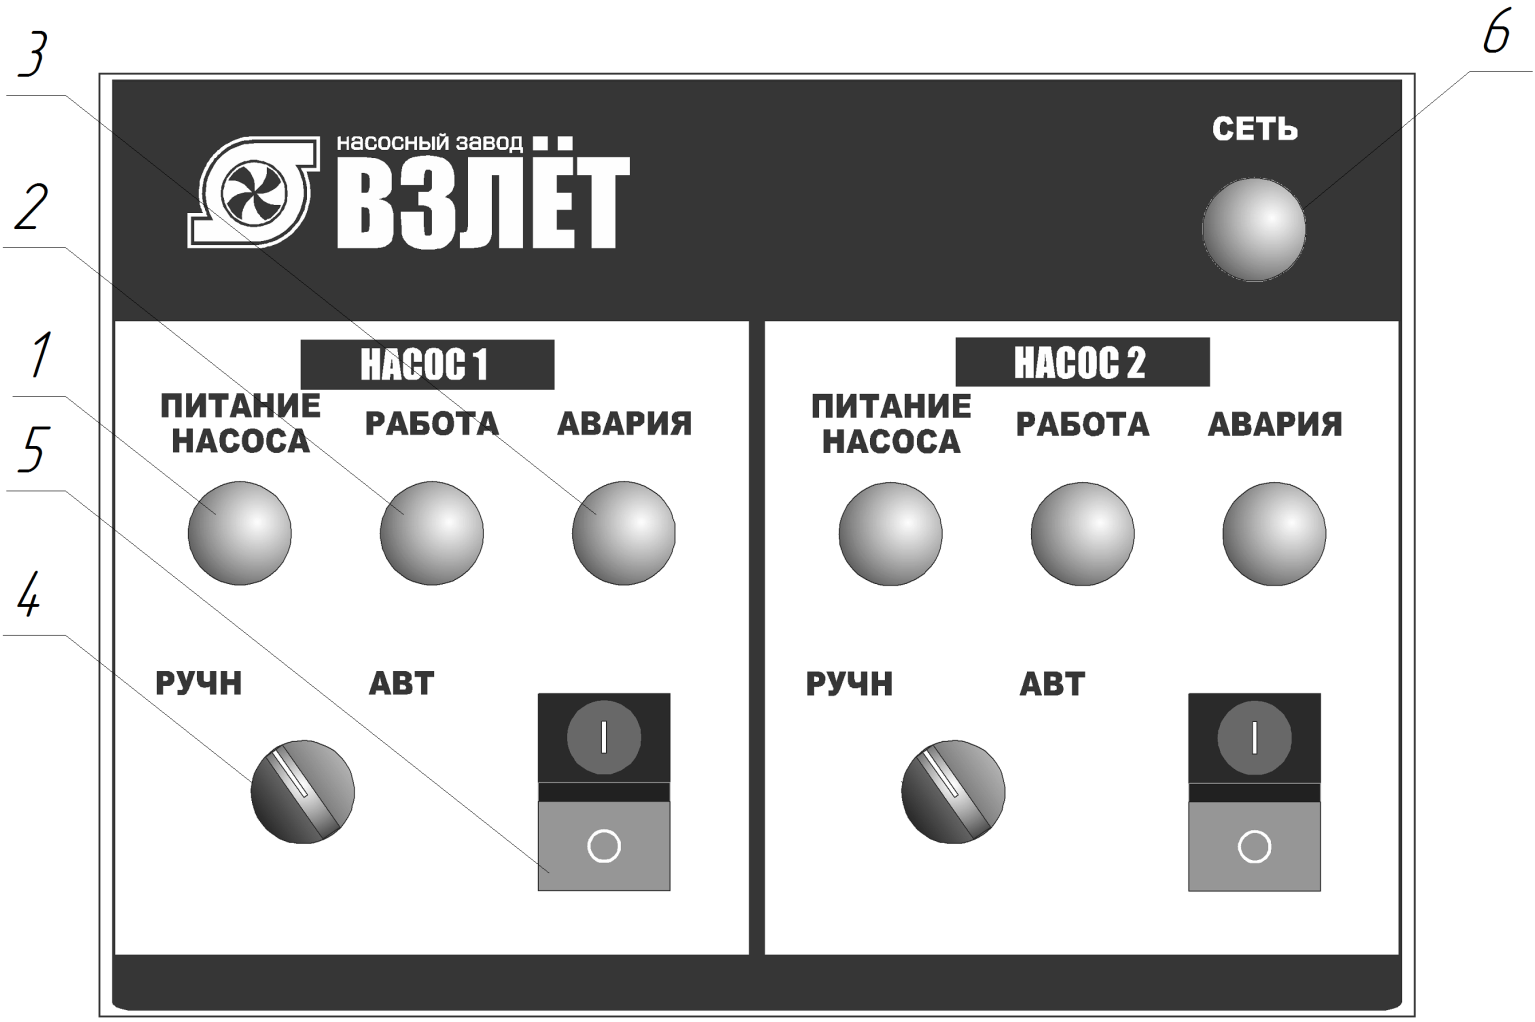 3
6
СЕТЬ
насосный завод
ВЗЛЁТ
2
1
НАСОС 1
НАСОС 2
ПИТАНИЕ
НАСОСА
РАБОТА
АВАРИЯ
ПИТАНИЕ
НАСОСА
РАБОТА
АВАРИЯ
5
4
РУЧН
АВТ
РУЧН
АВТ
I
I
O
O